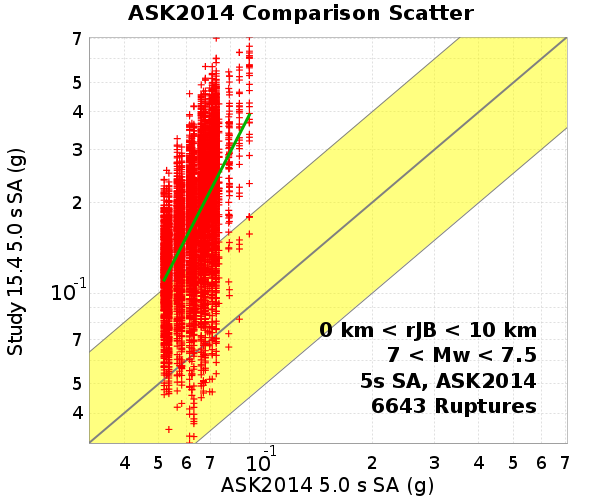 ASK2014 Comparison Scatter
7
5
4
3
2
10-1
7
5
4
Study 15.4 5.0 s SA (g)
0 km < rJB < 10 km
7 < Mw < 7.5
5s SA, ASK2014
6643 Ruptures
4 5 6 7 10-1 2 3 4 5 6 7
ASK2014 5.0 s SA (g)